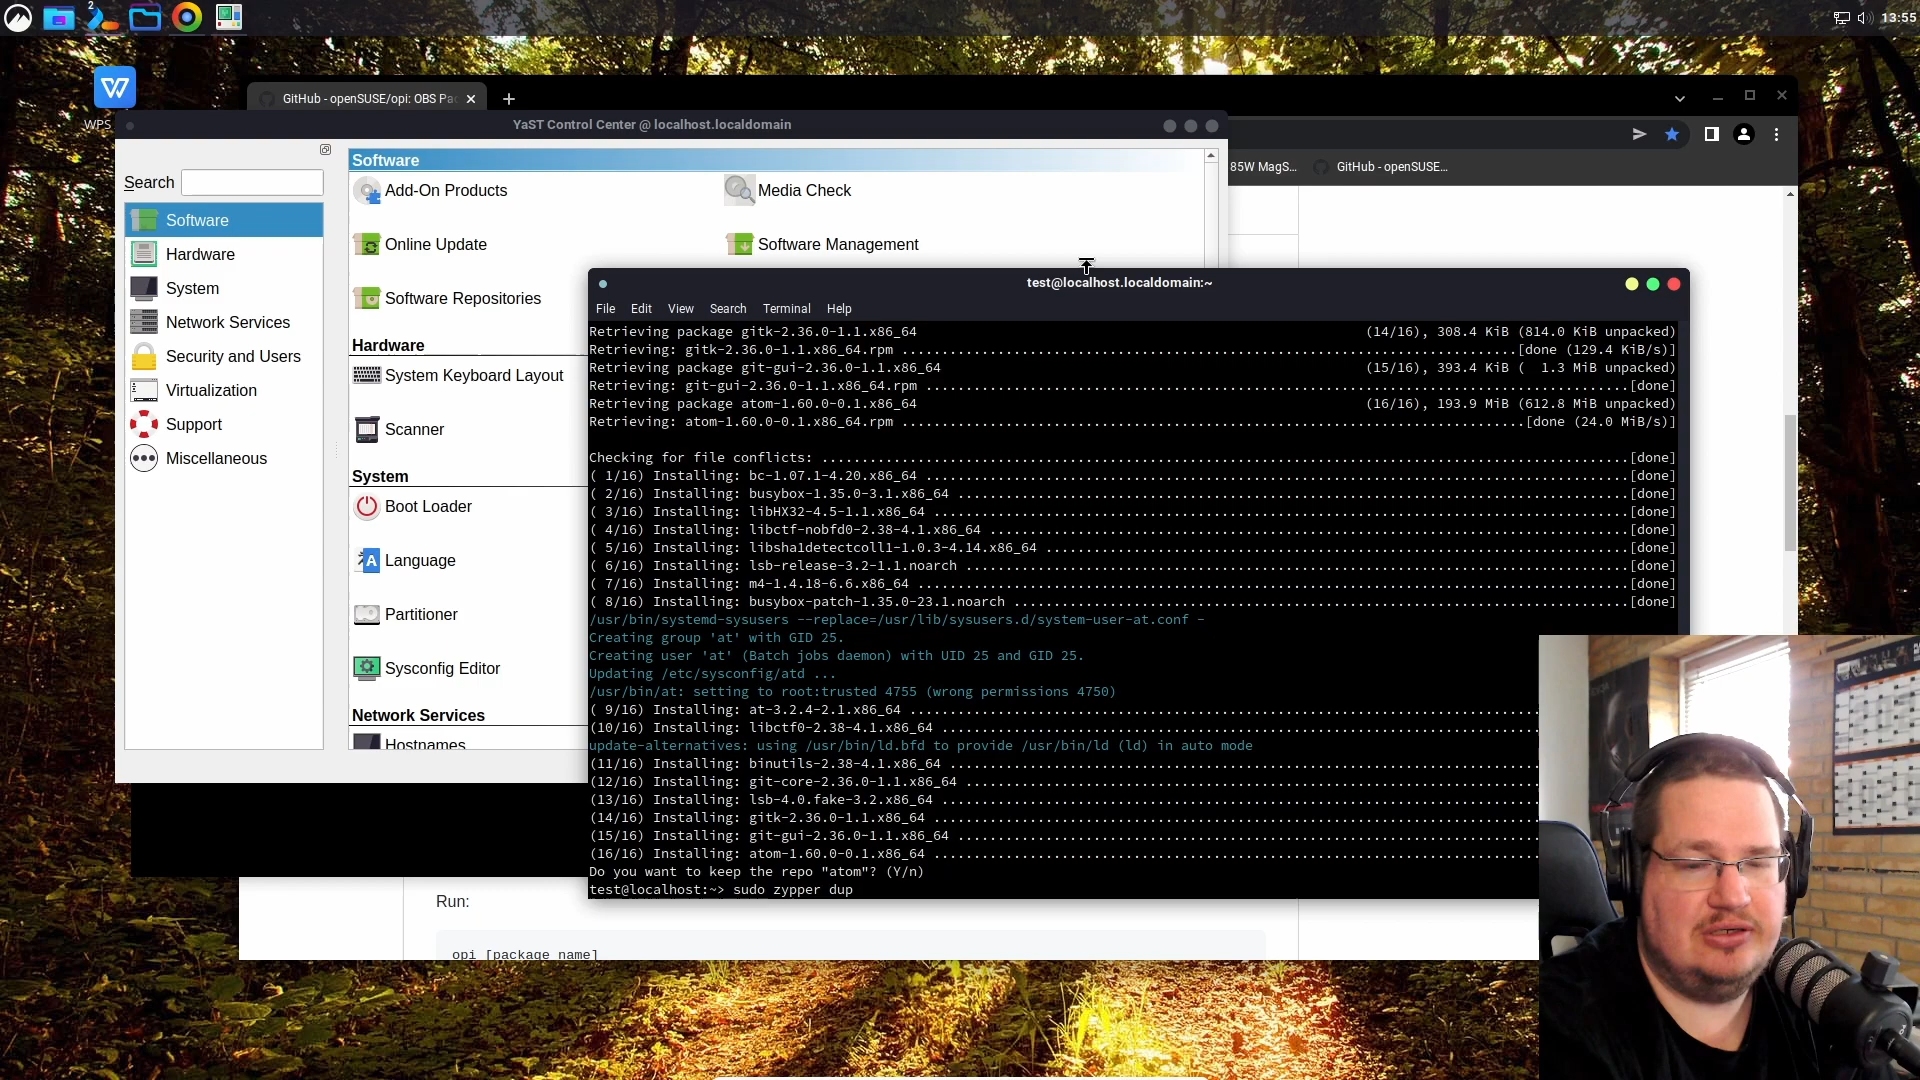 2
13:55
WPS
GitHub - openSUSE/opi: OBS Pac
YaST Control Center @ localhost.localdomain
85W MagS...
GitHub - openSUSE...
Search
Software
Hardware
System
Network Services
Security and Users
Virtualization
Support
Miscellaneous
Software
Add-On Products
Media Check
Online Update
Software Management
Software Repositories
Hardware
System Keyboard Layout
Scanner
System
Boot Loader
Language
Partitioner
Sysconfig Editor
Network Services
Hostnames
test@localhost.localdomain:~
File Edit View Search Terminal Help
Retrieving package gitk-2.36.0-1.1.x86_64 (14/16), 308.4 KiB (814.0 KiB unpacked)
Retrieving: gitk-2.36.0-1.1.x86_64.rpm ...[done (129.4 KiB/s)]
Retrieving package git-gui-2.36.0-1.1.x86_64 (15/16), 393.4 KiB (  1.3 MiB unpacked)
Retrieving: git-gui-2.36.0-1.1.x86_64.rpm ...[done]
Retrieving package atom-1.60.0-0.1.x86_64 (16/16), 193.9 MiB (612.8 MiB unpacked)
Retrieving: atom-1.60.0-0.1.x86_64.rpm ...[done (24.0 MiB/s)]
Checking for file conflicts: ...[done]
( 1/16) Installing: bc-1.07.1-4.20.x86_64 ...[done]
( 2/16) Installing: busybox-1.35.0-3.1.x86_64 ...[done]
( 3/16) Installing: libHX32-4.5-1.1.x86_64 ...[done]
( 4/16) Installing: libctf-nobfd0-2.38-4.1.x86_64 ...[done]
( 5/16) Installing: libsha1detectcoll1-1.0.3-4.14.x86_64 ...[done]
( 6/16) Installing: lsb-release-3.2-1.1.noarch ...[done]
( 7/16) Installing: m4-1.4.18-6.6.x86_64 ...[done]
( 8/16) Installing: busybox-patch-1.35.0-23.1.noarch ...[done]
/usr/bin/systemd-sysusers --replace=/usr/lib/sysusers.d/system-user-at.conf -
Creating group 'at' with GID 25.
Creating user 'at' (Batch jobs daemon) with UID 25 and GID 25.
Updating /etc/sysconfig/atd ...
/usr/bin/at: setting to root:trusted 4755 (wrong permissions 4750)
( 9/16) Installing: at-3.2.4-2.1.x86_64 ...
(10/16) Installing: libctf0-2.38-4.1.x86_64 ...
update-alternatives: using /usr/bin/ld.bfd to provide /usr/bin/ld (ld) in auto mode
(11/16) Installing: binutils-2.38-4.1.x86_64 ...
(12/16) Installing: git-core-2.36.0-1.1.x86_64 ...
(13/16) Installing: lsb-4.0.fake-3.2.x86_64 ...
(14/16) Installing: gitk-2.36.0-1.1.x86_64 ...
(15/16) Installing: git-gui-2.36.0-1.1.x86_64 ...
(16/16) Installing: atom-1.60.0-0.1.x86_64 ...
Do you want to keep the repo "atom"? (Y/n)
test@localhost:~> sudo zypper dup
Run:
opi [package name]